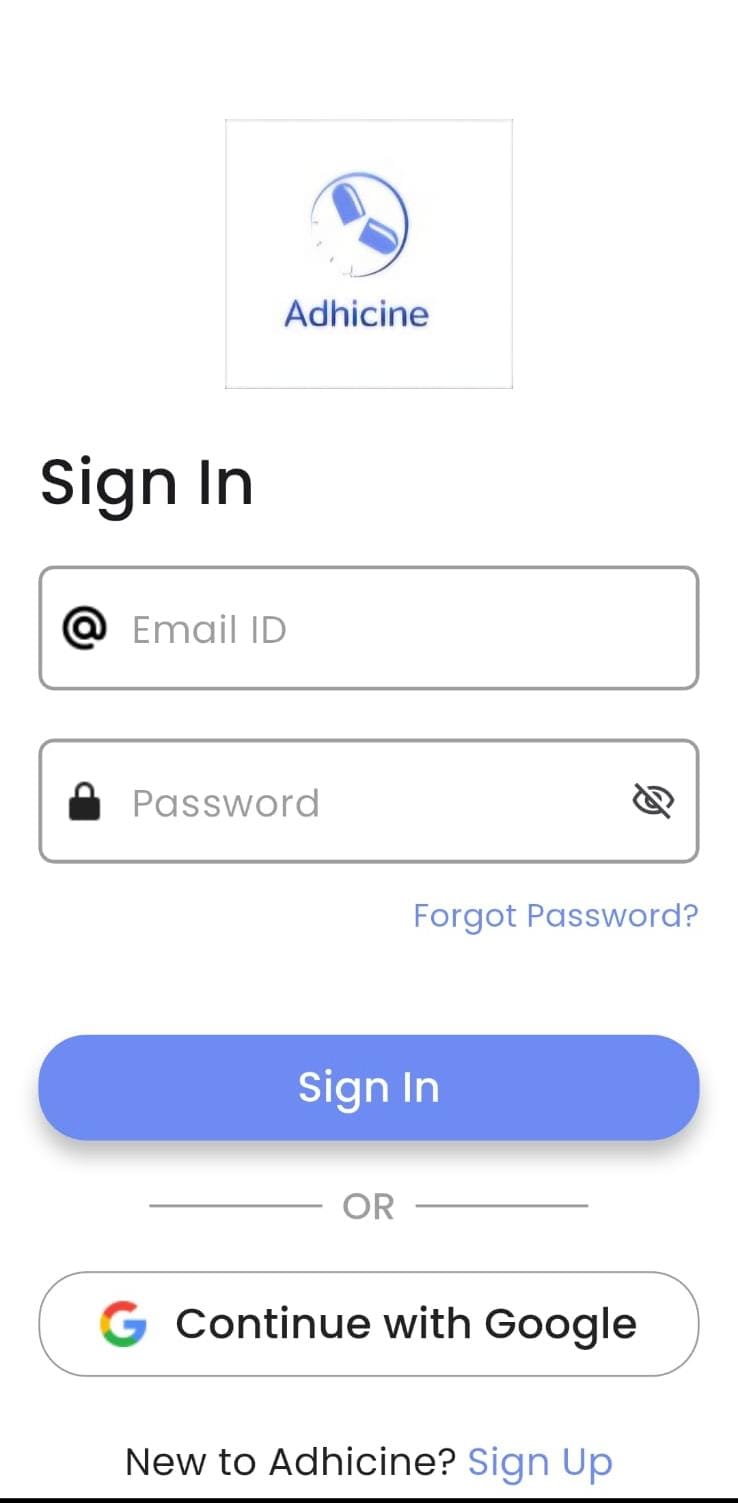 Adhicine
Sign In
@ Email ID
Password
Forgot Password?
Sign In
OR
G Continue with Google
New to Adhicine? Sign Up